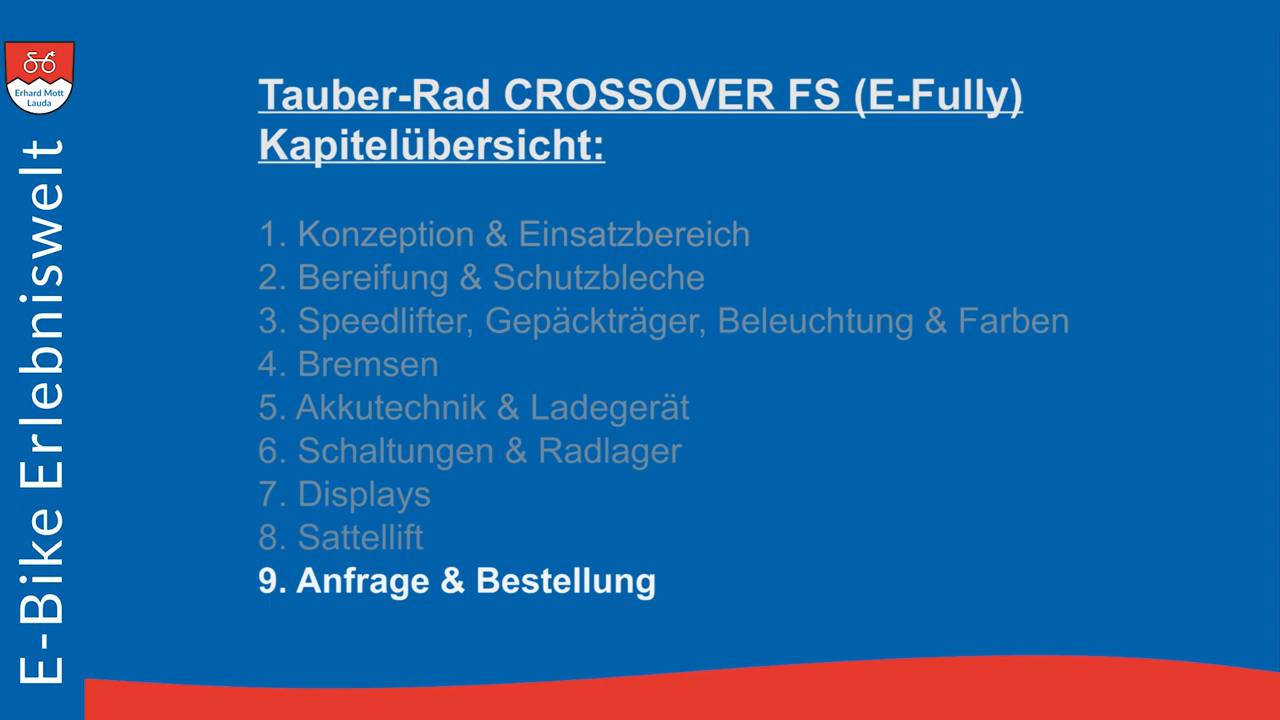 Erhard Mott
Lauda
E-Bike Erlebniswelt
Tauber-Rad CROSSOVER FS (E-Fully)
Kapitelübersicht:
1. Konzeption & Einsatzbereich
2. Bereifung & Schutzbleche
3. Speedlifter, Gepäckträger, Beleuchtung & Farben
4. Bremsen
5. Akkutechnik & Ladegerät
6. Schaltungen & Radlager
7. Displays
8. Sattellift
9. Anfrage & Bestellung